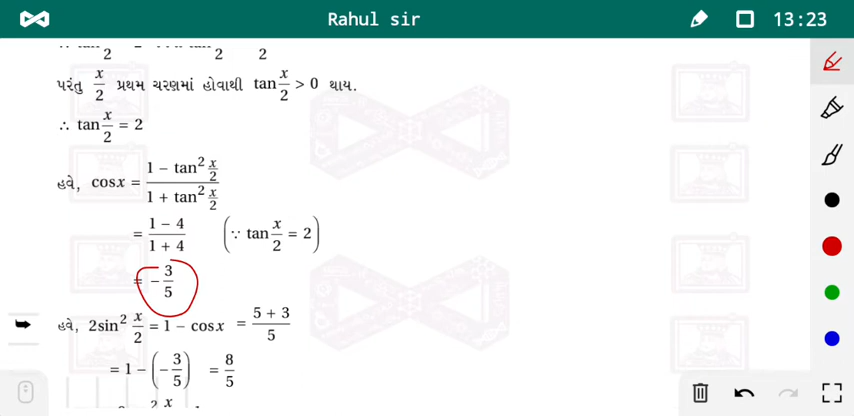 Rahul sir
13:23
પરંતુ x/2 પ્રથમ ચરણમાં હોવાથી tan x/2 > 0 થાય.
∴ tan x/2 = 2
હવે, cosx = (1 − tan² x/2)/(1 + tan² x/2)
= (1 − 4)/(1 + 4) (∵ tan x/2 = 2)
= −3/5
હવે, 2sin² x/2 = 1 − cosx = (5 + 3)/5
= 1 − (−3/5) = 8/5